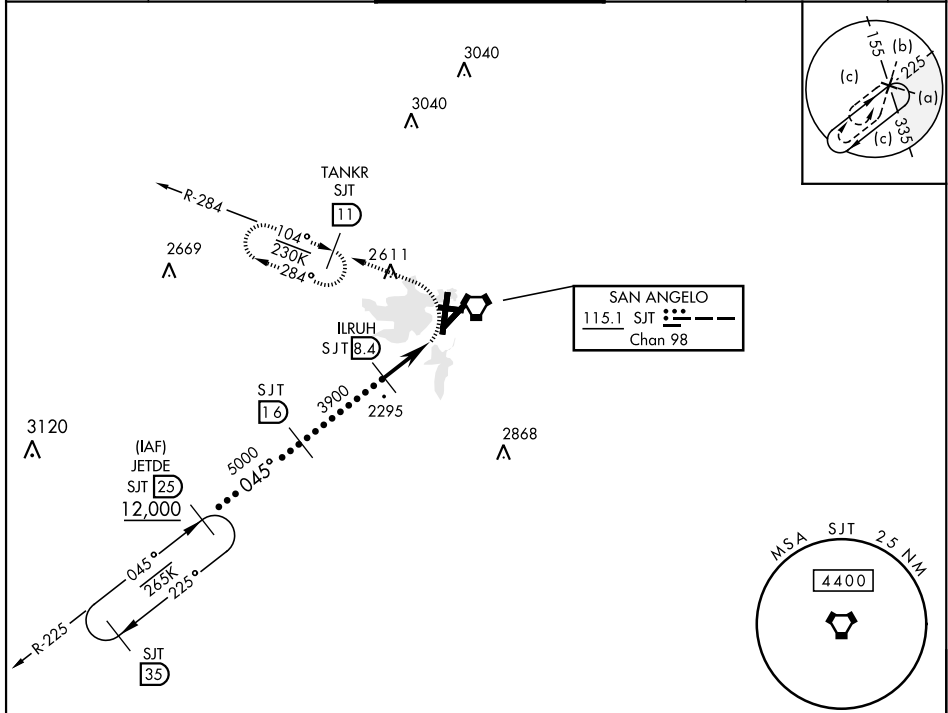 3040
3040
TANKR
SJT
11
R-284
104°
230K
284°
2669
2611
ILRUH
SJT 8.4
SAN ANGELO
115.1 SJT
Chan 98
SJT
16
3900
2295
3120
2868
(IAF)
JETDE
SJT 25
12,000
5000
045°
045°
265K
225°
R-225
SJT
35
155
(b)
225
(c)
(a)
335
(c)
MSA SJT 25 NM
4400